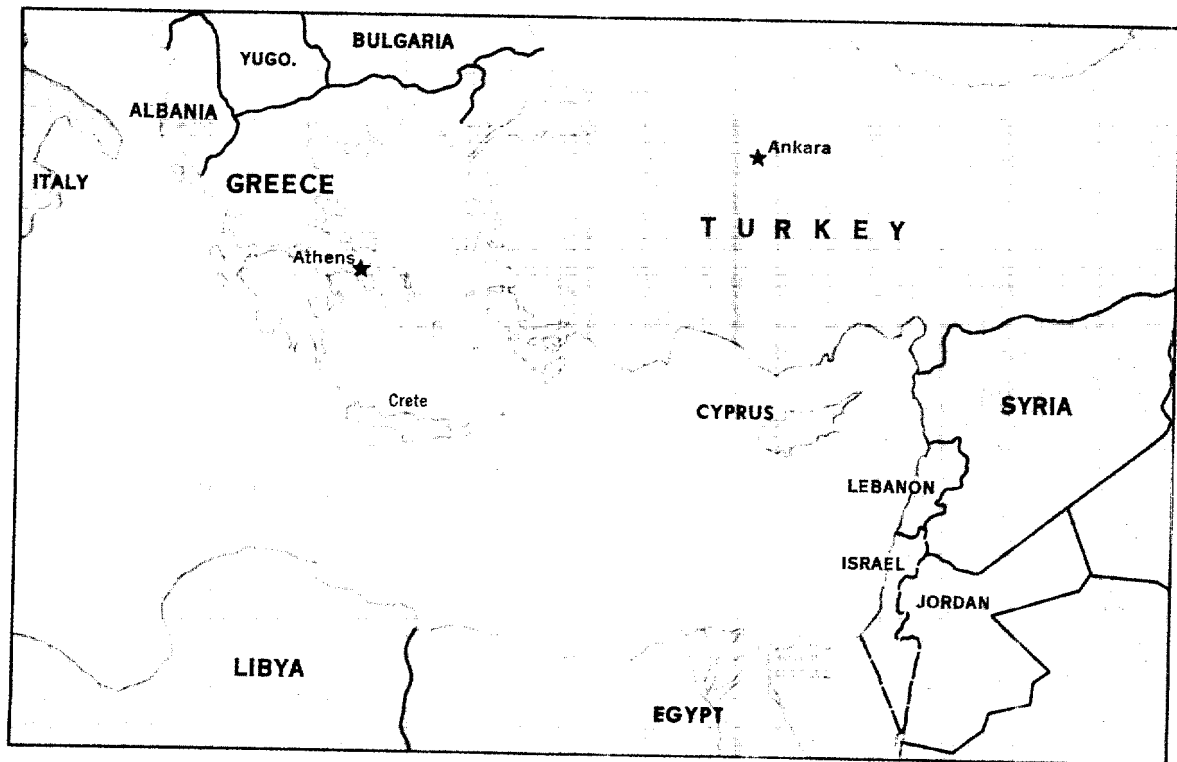 BULGARIA
YUGO.
ALBANIA
Ankara
ITALY
GREECE
TURKEY
Athens
Crete
CYPRUS
SYRIA
LEBANON
ISRAEL
JORDAN
LIBYA
EGYPT